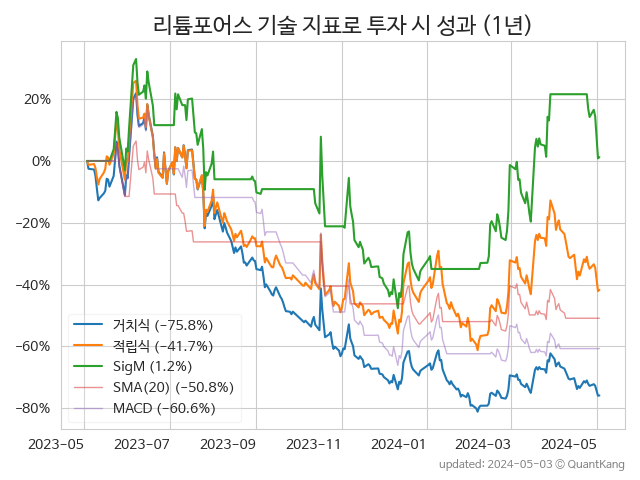 리튬포어스 기술 지표로 투자 시 성과 (1년)
20%
0%
−20%
−40%
−60%
−80%
거치식 (−75.8%)
적립식 (−41.7%)
SigM (1.2%)
SMA(20) (−50.8%)
MACD (−60.6%)
2023-05
2023-07
2023-09
2023-11
2024-01
2024-03
2024-05
updated: 2024-05-03 © QuantKang